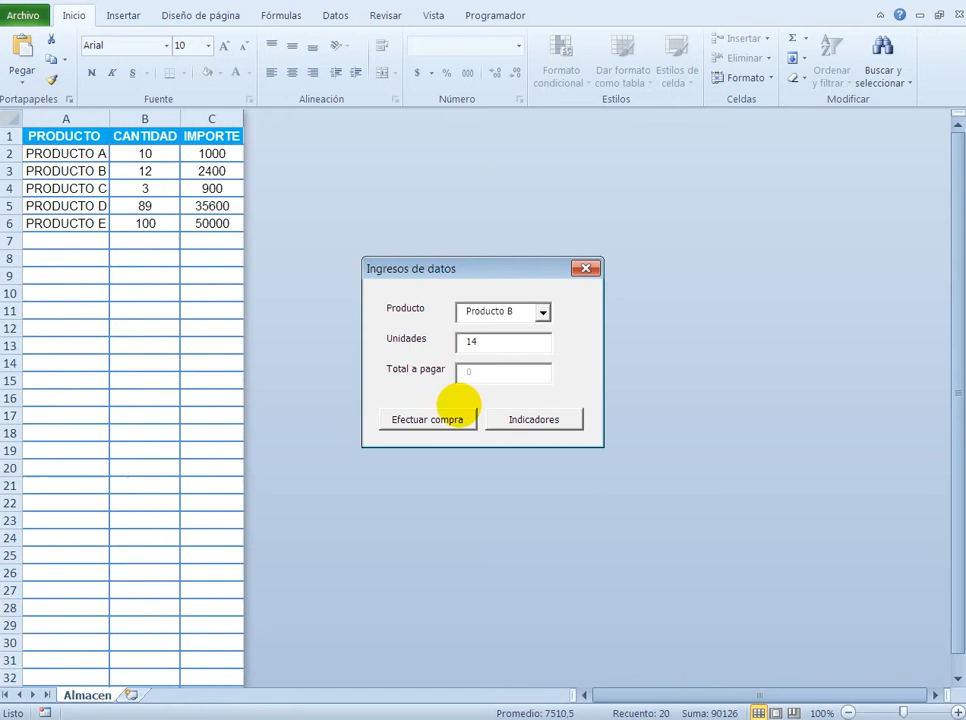 Archivo Inicio Insertar Diseño de página Fórmulas Datos Revisar Vista Programador
Pegar
Portapapeles
Arial 10
N K S
Fuente
Alineación
$ % 000
Número
Formato condicional
Dar formato como tabla
Estilos de celda
Estilos
Insertar
Eliminar
Formato
Celdas
Σ
Ordenar y filtrar
Buscar y seleccionar
Modificar
A B C
1 PRODUCTO CANTIDAD IMPORTE
2 PRODUCTO A 10 1000
3 PRODUCTO B 12 2400
4 PRODUCTO C 3 900
5 PRODUCTO D 89 35600
6 PRODUCTO E 100 50000
7
8
9
10
11
12
13
14
15
16
17
18
19
20
21
22
23
24
25
26
27
28
29
30
31
32
Ingresos de datos
Producto Producto B
Unidades 14
Total a pagar 0
Efectuar compra Indicadores
Almacen
Listo Promedio: 7510,5 Recuento: 20 Suma: 90126 100%